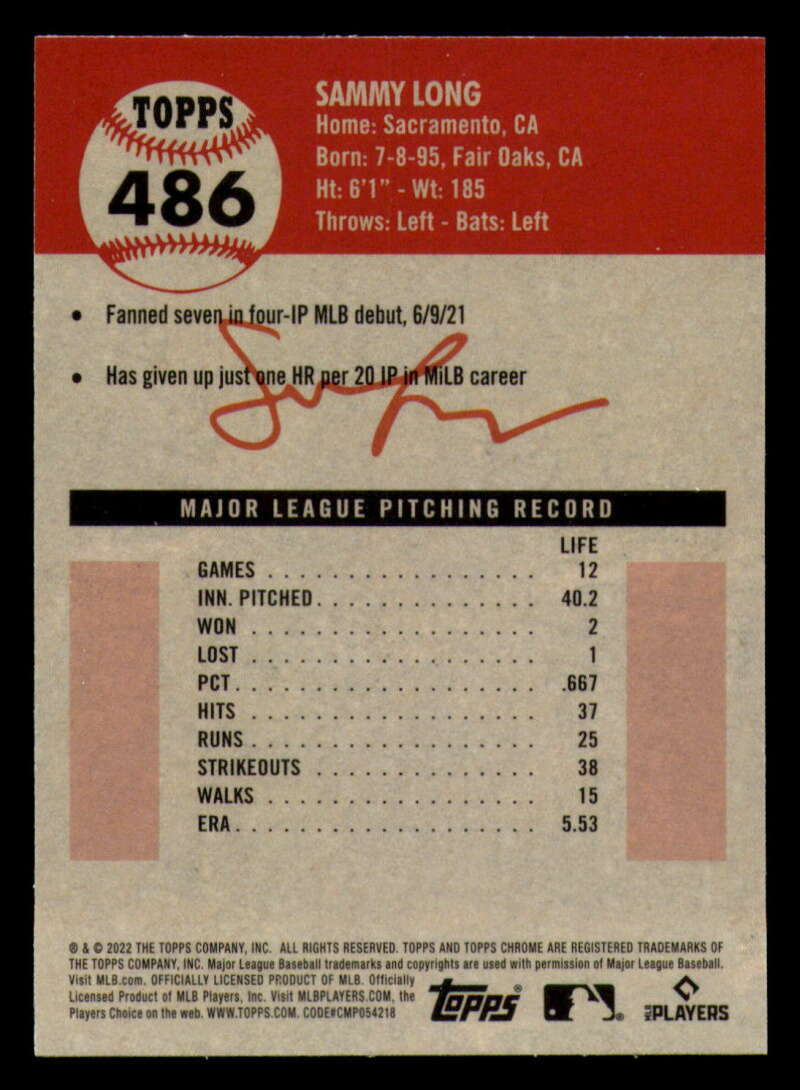 TOPPS
486
SAMMY LONG
Home: Sacramento, CA
Born: 7-8-95, Fair Oaks, CA
Ht: 6'1" - Wt: 185
Throws: Left - Bats: Left
• Fanned seven in four-IP MLB debut, 6/9/21
• Has given up just one HR per 20 IP in MiLB career
MAJOR LEAGUE PITCHING RECORD
LIFE
GAMES . . . . . . . . . . . . . . . . . 12
INN. PITCHED. . . . . . . . . . . . . . 40.2
WON . . . . . . . . . . . . . . . . . . 2
LOST . . . . . . . . . . . . . . . . . . 1
PCT. . . . . . . . . . . . . . . . . . . .667
HITS . . . . . . . . . . . . . . . . . . 37
RUNS . . . . . . . . . . . . . . . . . . 25
STRIKEOUTS . . . . . . . . . . . . . . 38
WALKS . . . . . . . . . . . . . . . . . 15
ERA. . . . . . . . . . . . . . . . . . . 5.53
® & © 2022 THE TOPPS COMPANY, INC. ALL RIGHTS RESERVED. TOPPS AND TOPPS CHROME ARE REGISTERED TRADEMARKS OF
THE TOPPS COMPANY, INC. Major League Baseball trademarks and copyrights are used with permission of Major League Baseball.
Visit MLB.com. OFFICIALLY LICENSED PRODUCT OF MLB. Officially
Licensed Product of MLB Players, Inc. Visit MLBPLAYERS.COM, the
Players Choice on the web. WWW.TOPPS.COM. CODE#CMP054218
Topps®
MLB PLAYERS